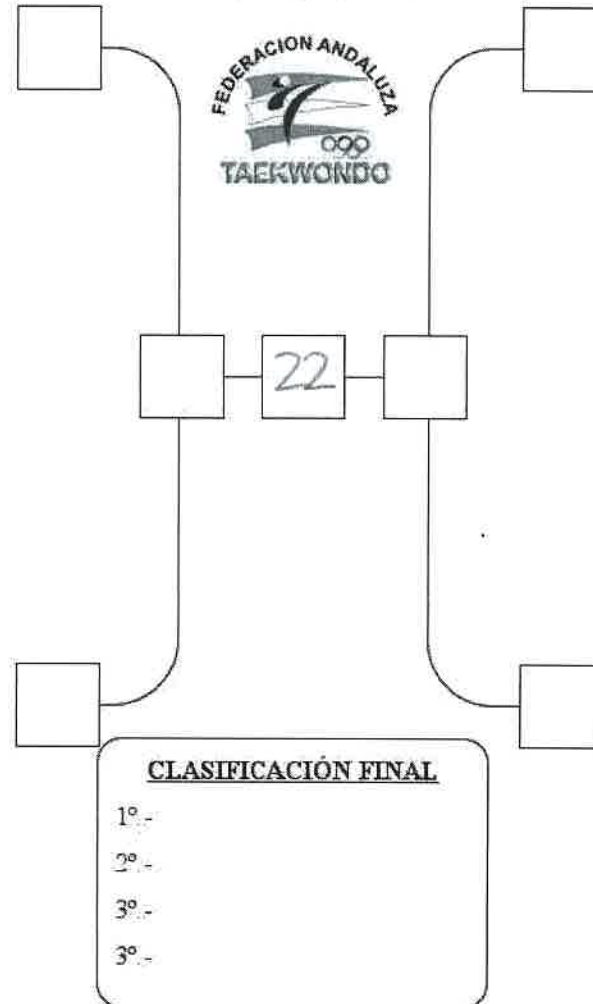 FEDERACION ANDALUZA
TAEKWONDO
22
CLASIFICACIÓN FINAL
1º.-
2º.-
3º.-
3º.-